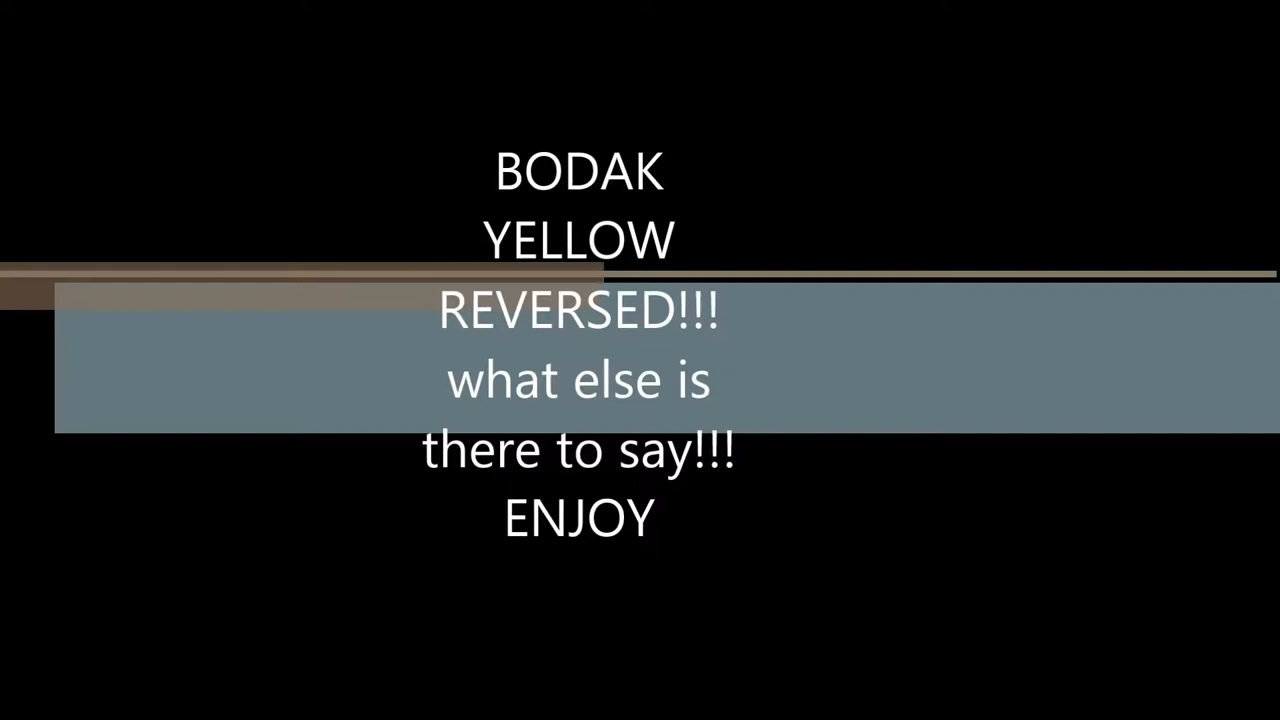 BODAK
YELLOW
REVERSED!!!
what else is
there to say!!!
ENJOY